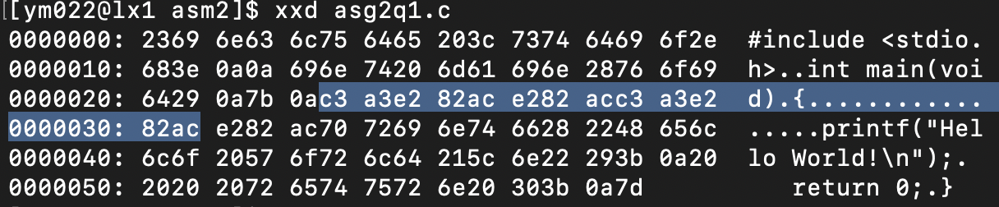 [[ym022@lx1 asm2]$ xxd asg2q1.c
0000000: 2369 6e63 6c75 6465 203c 7374 6469 6f2e  #include <stdio.
0000010: 683e 0a0a 696e 7420 6d61 696e 2876 6f69  h>..int main(voi
0000020: 6429 0a7b 0ac3 a3e2 82ac e282 acc3 a3e2  d).{............
0000030: 82ac e282 ac70 7269 6e74 6628 2248 656c  .....printf("Hel
0000040: 6c6f 2057 6f72 6c64 215c 6e22 293b 0a20  lo World!\n");.
0000050: 2020 2072 6574 7572 6e20 303b 0a7d  return 0;.}